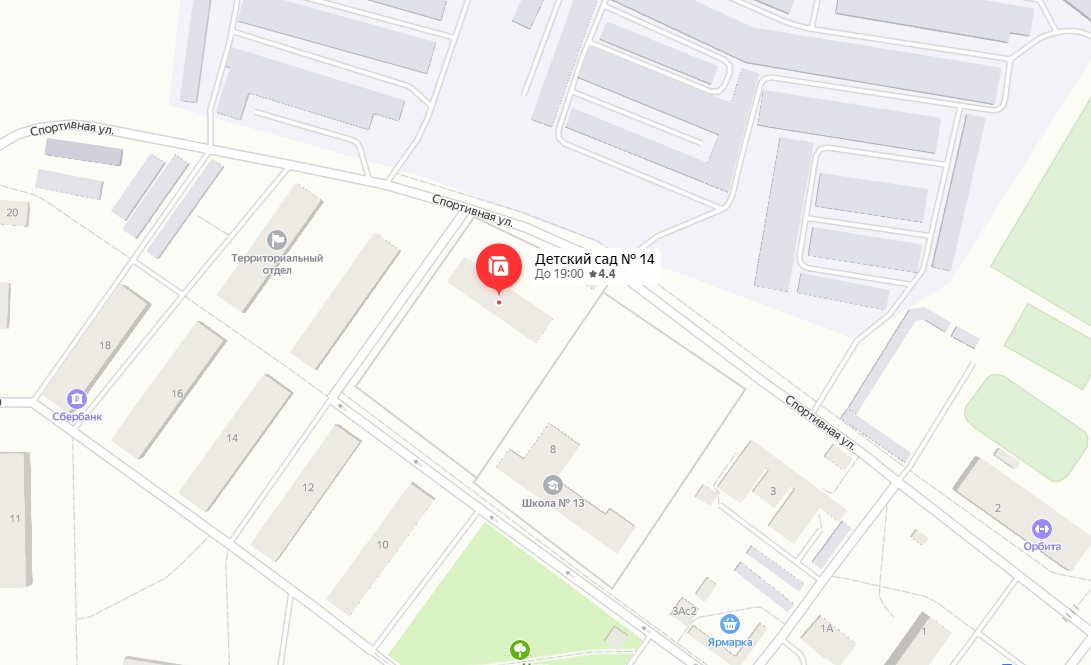 Спортивная ул.
20
Территориальный
отдел
Спортивная ул.
Детский сад № 14
До 19:00 ★4.4
18
Сбербанк
16
14
12
10
11
8
Школа № 13
Спортивная ул.
3
2
Орбита
3Ас2
Ярмарка
1А
1